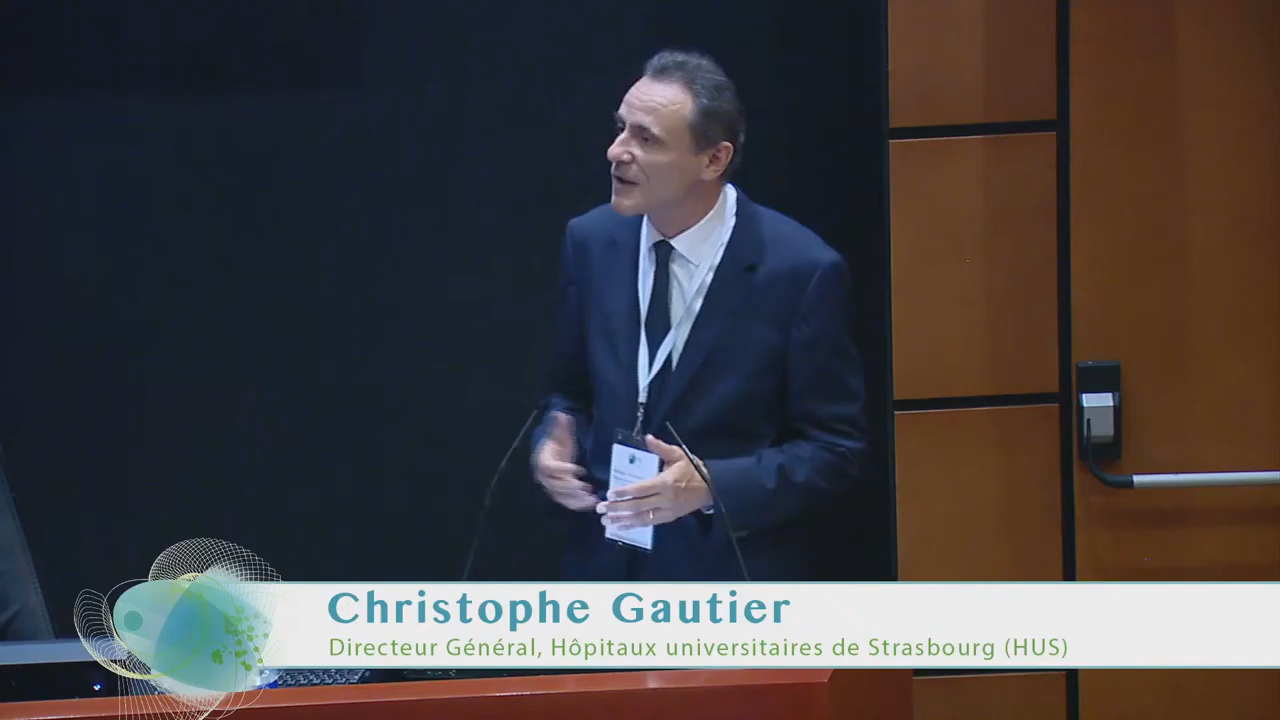 Christophe Gautier
Directeur Général, Hôpitaux universitaires de Strasbourg (HUS)